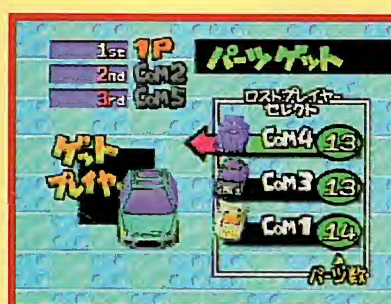 1st 1P
2nd COM2
3rd COM5
パーツゲット
ロストプレイヤー
セレクト
COM4 13
COM3 13
COM1 14
パーツ数
ゲット
プレイヤ